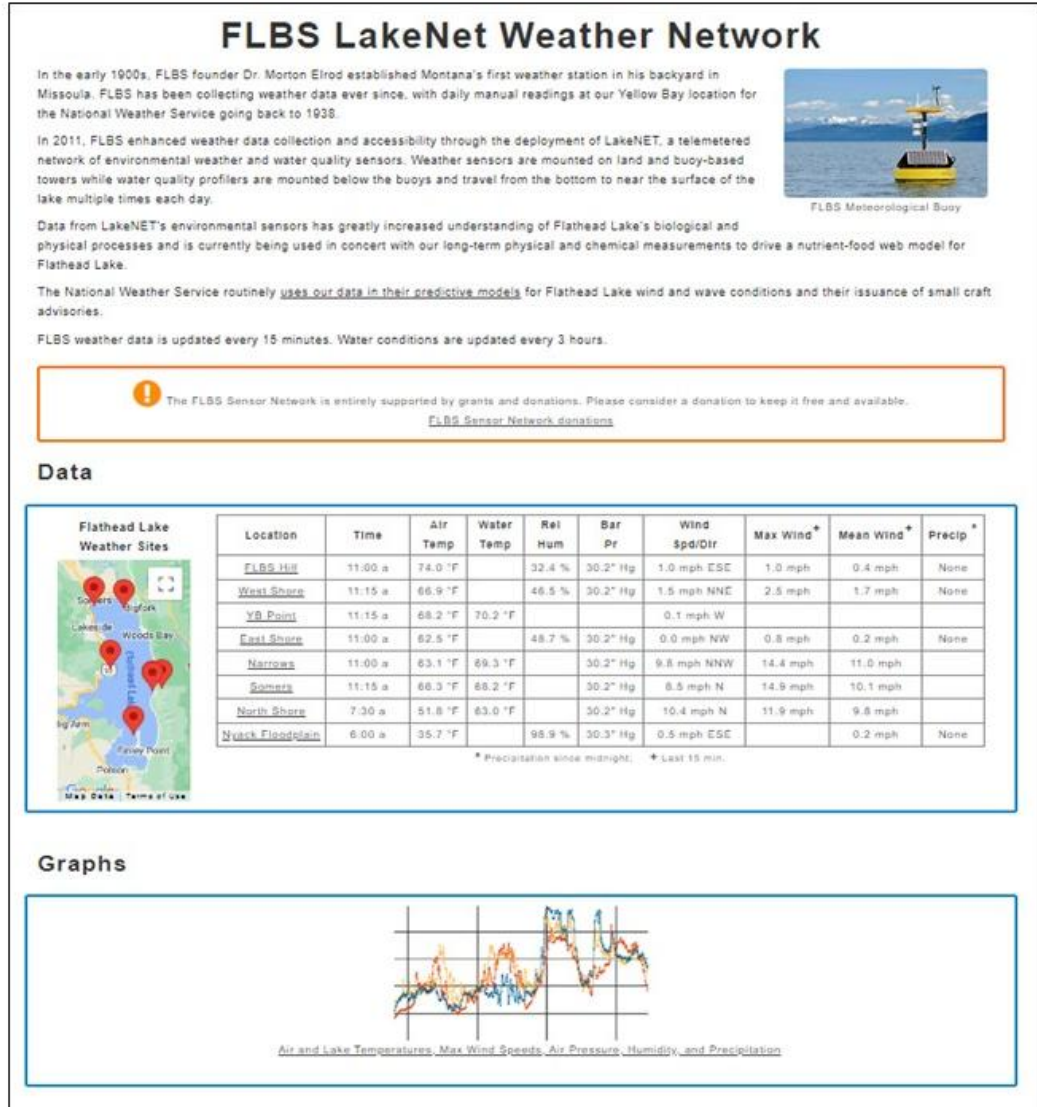 FLBS LakeNet Weather Network
In the early 1900s, FLBS founder Dr. Morton Elrod established Montana's first weather station in his backyard in
Missoula. FLBS has been collecting weather data ever since, with daily manual readings at our Yellow Bay location for
the National Weather Service going back to 1938.
In 2011, FLBS enhanced weather data collection and accessibility through the deployment of LakeNET, a telemetered
network of environmental weather and water quality sensors. Weather sensors are mounted on land and buoy-based
towers while water quality profilers are mounted below the buoys and travel from the bottom to near the surface of the
lake multiple times each day.
FLBS Meteorological Buoy
Data from LakeNET's environmental sensors has greatly increased understanding of Flathead Lake's biological and
physical processes and is currently being used in concert with our long-term physical and chemical measurements to drive a nutrient-food web model for
Flathead Lake.
The National Weather Service routinely uses our data in their predictive models for Flathead Lake wind and wave conditions and their issuance of small craft
advisories.
FLBS weather data is updated every 15 minutes. Water conditions are updated every 3 hours.
! The FLBS Sensor Network is entirely supported by grants and donations. Please consider a donation to keep it free and available.
FLBS Sensor Network donations
Data
Flathead Lake
Weather Sites
Somers
Bigfork
Lakeside
Woods Bay
Flathead Lake
Big Arm
Finley Point
Polson
Google
Map Data Terms of Use
Location Time Air Temp Water Temp Rel Hum Bar Pr Wind Spd/Dir Max Wind+ Mean Wind+ Precip*
FLBS Hill 11:00 a 74.0 °F 32.4 % 30.2" Hg 1.0 mph ESE 1.0 mph 0.4 mph None
West Shore 11:15 a 66.9 °F 46.5 % 30.2" Hg 1.5 mph NNE 2.5 mph 1.7 mph None
YB Point 11:15 a 68.2 °F 70.2 °F 0.1 mph W
East Shore 11:00 a 62.5 °F 48.7 % 30.2" Hg 0.0 mph NW 0.8 mph 0.2 mph None
Narrows 11:00 a 63.1 °F 69.3 °F 30.2" Hg 9.8 mph NNW 14.4 mph 11.0 mph
Somers 11:15 a 66.3 °F 68.2 °F 30.2" Hg 8.5 mph N 14.9 mph 10.1 mph
North Shore 7:30 a 51.8 °F 63.0 °F 30.2" Hg 10.4 mph N 11.9 mph 9.8 mph
Nyack Floodplain 6:00 a 35.7 °F 98.9 % 30.3" Hg 0.5 mph ESE 0.2 mph None
* Precipitation since midnight; + Last 15 min.
Graphs
Air and Lake Temperatures, Max Wind Speeds, Air Pressure, Humidity, and Precipitation